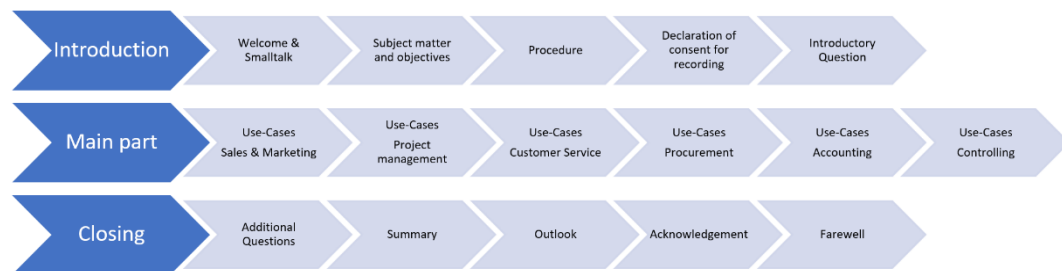 Introduction
Welcome &
Smalltalk
Subject matter
and objectives
Procedure
Declaration of
consent for
recording
Introductory
Question
Main part
Use-Cases
Sales & Marketing
Use-Cases
Project
management
Use-Cases
Customer Service
Use-Cases
Procurement
Use-Cases
Accounting
Use-Cases
Controlling
Closing
Additional
Questions
Summary
Outlook
Acknowledgement
Farewell